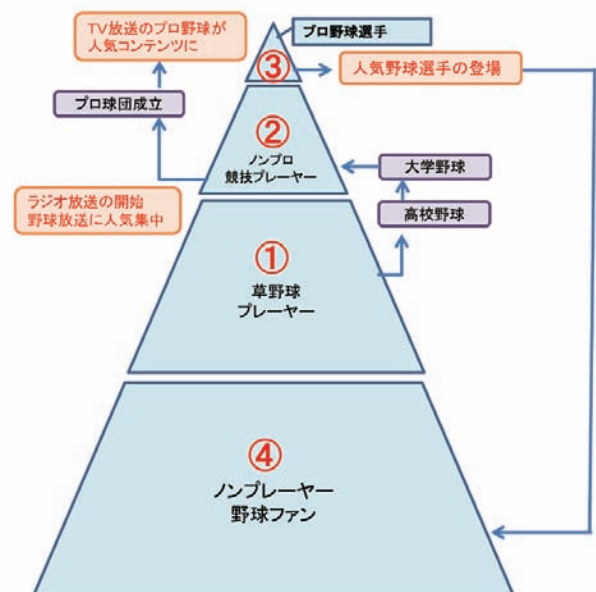 TV放送のプロ野球が
人気コンテンツに
プロ野球選手
③
人気野球選手の登場
プロ球団成立
②
ノンプロ
競技プレーヤー
大学野球
ラジオ放送の開始
野球放送に人気集中
高校野球
①
草野球
プレーヤー
④
ノンプレーヤー
野球ファン